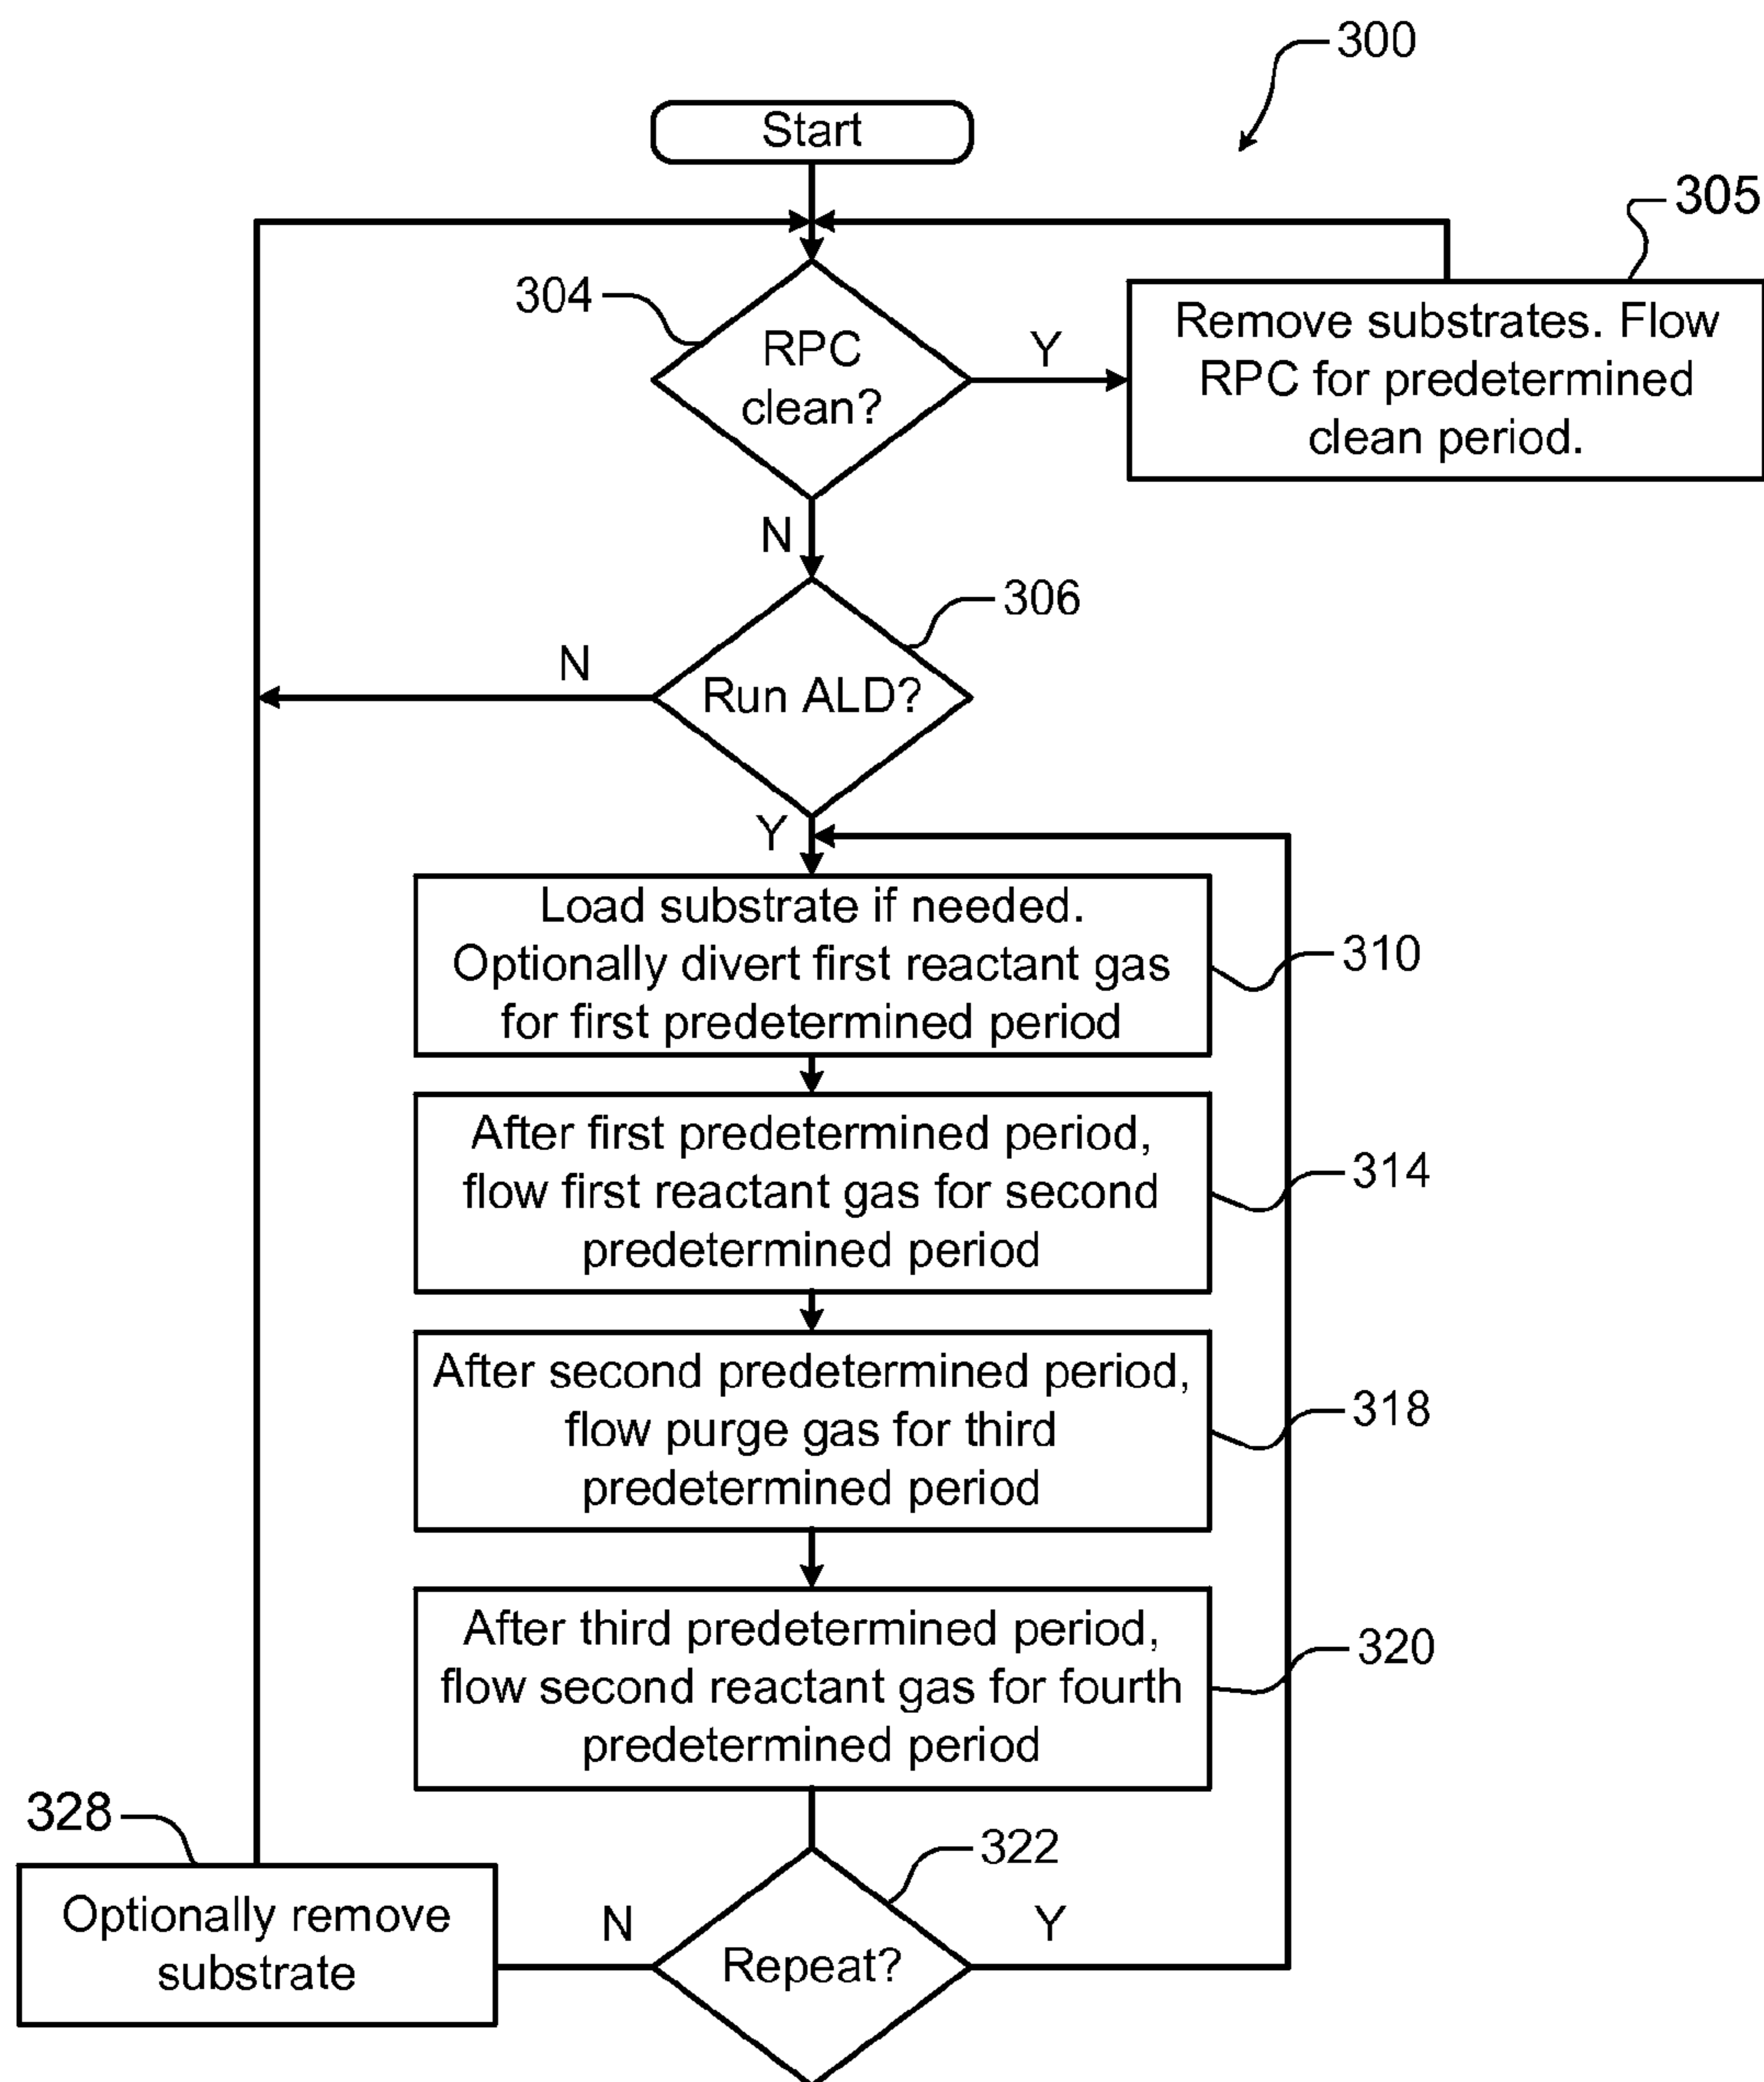 300
Start
305
304
RPC
clean?
Y
Remove substrates. Flow
RPC for predetermined
clean period.
N
306
N
Run ALD?
Y
Load substrate if needed.
Optionally divert first reactant gas
for first predetermined period
310
After first predetermined period,
flow first reactant gas for second
predetermined period
314
After second predetermined period,
flow purge gas for third
predetermined period
318
After third predetermined period,
flow second reactant gas for fourth
predetermined period
320
328
322
Optionally remove
substrate
N
Repeat?
Y